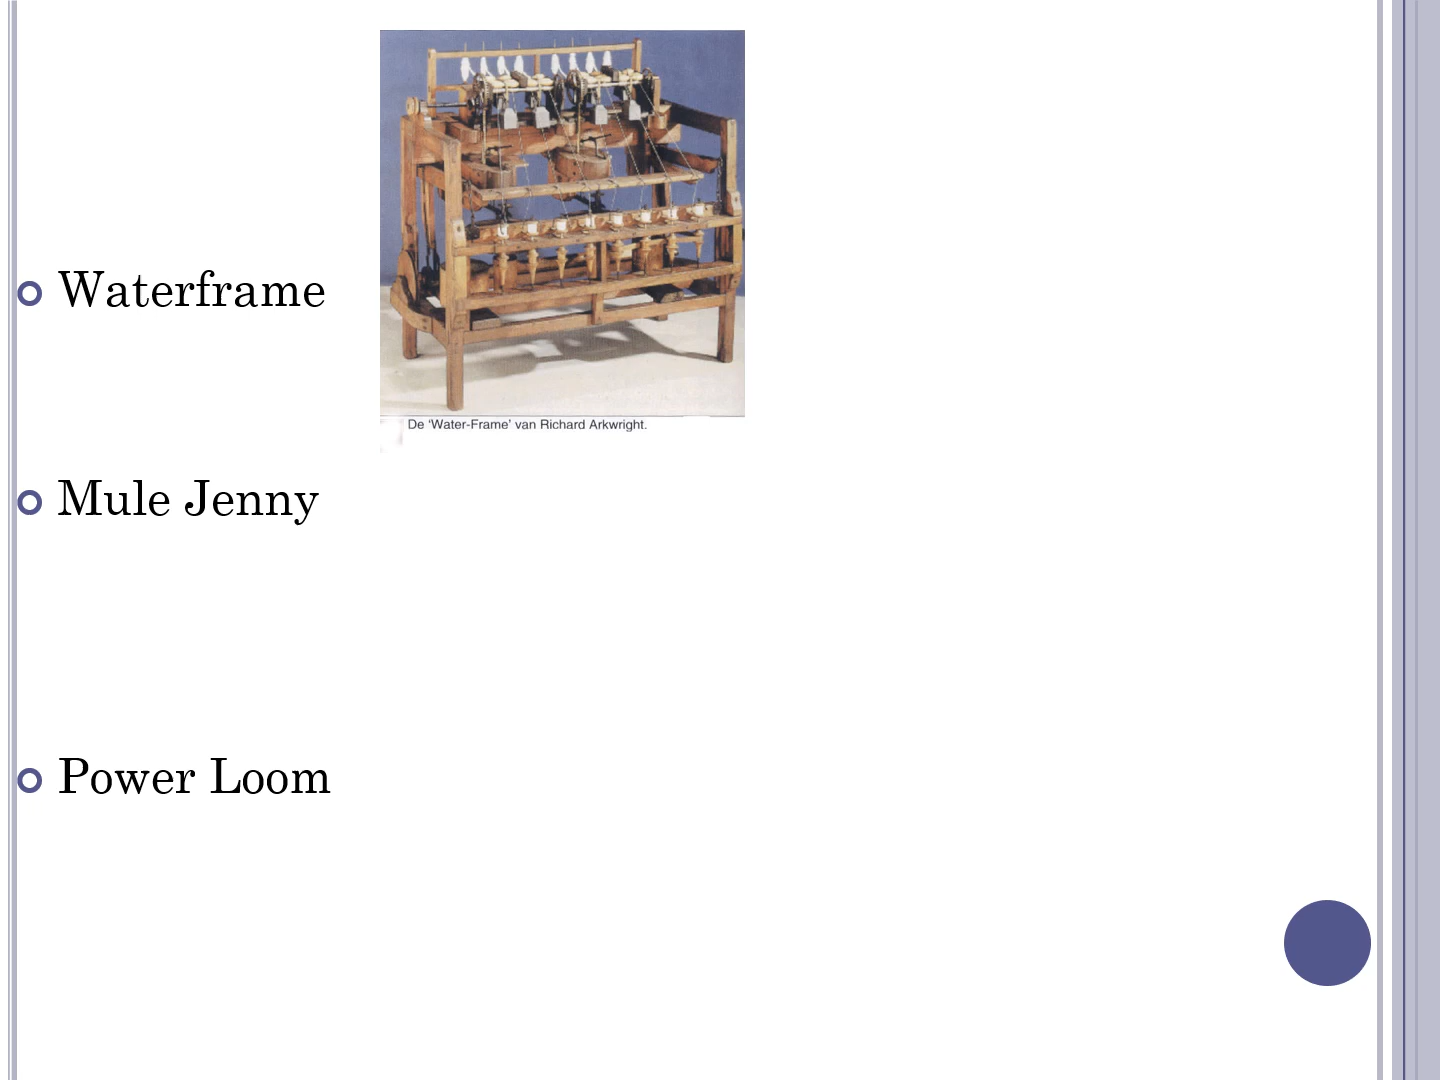 Waterframe
De ‘Water-Frame’ van Richard Arkwright.
Mule Jenny
Power Loom